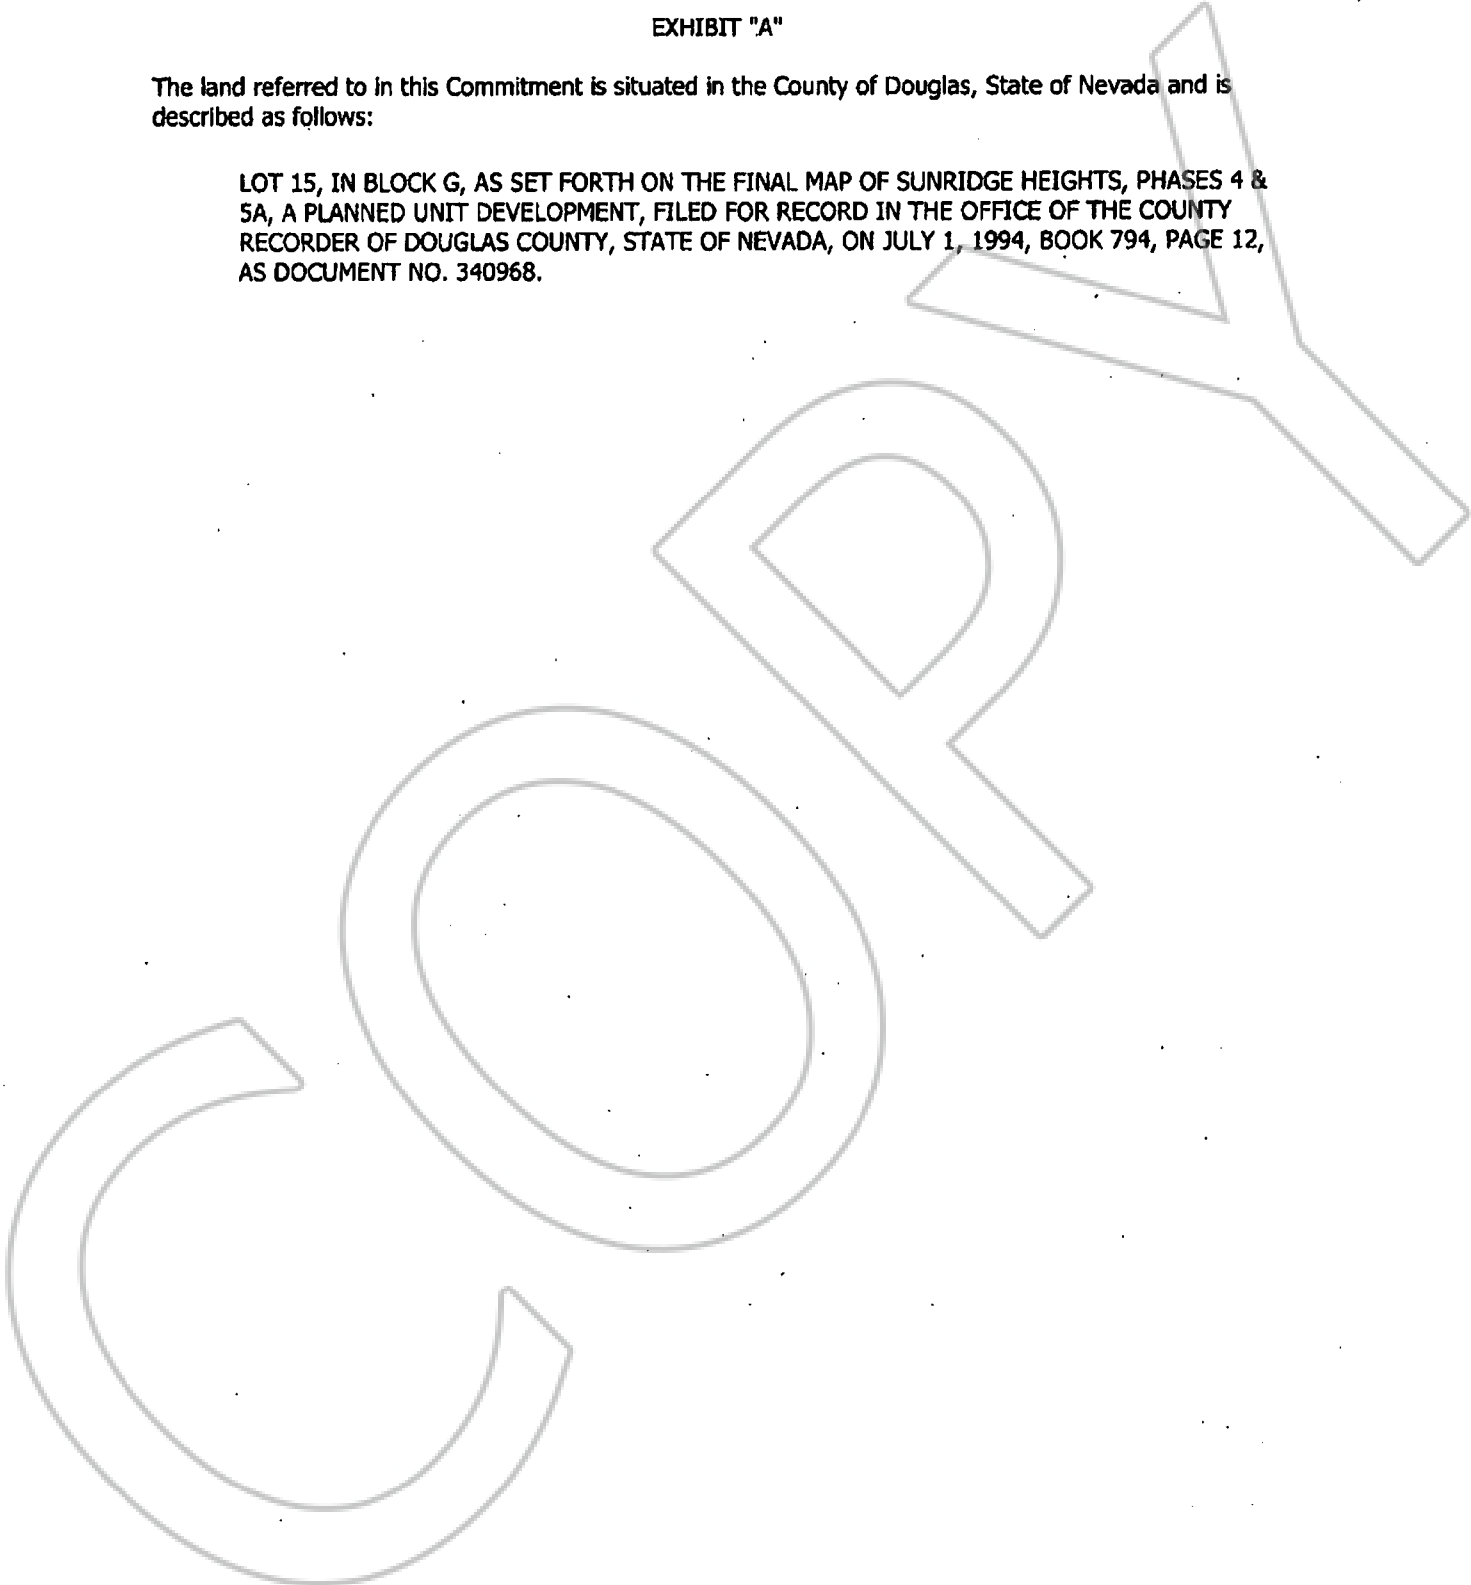 EXHIBIT "A"
The land referred to in this Commitment is situated in the County of Douglas, State of Nevada and is
described as follows:
LOT 15, IN BLOCK G, AS SET FORTH ON THE FINAL MAP OF SUNRIDGE HEIGHTS, PHASES 4 &
5A, A PLANNED UNIT DEVELOPMENT, FILED FOR RECORD IN THE OFFICE OF THE COUNTY
RECORDER OF DOUGLAS COUNTY, STATE OF NEVADA, ON JULY 1, 1994, BOOK 794, PAGE 12,
AS DOCUMENT NO. 340968.
COPY